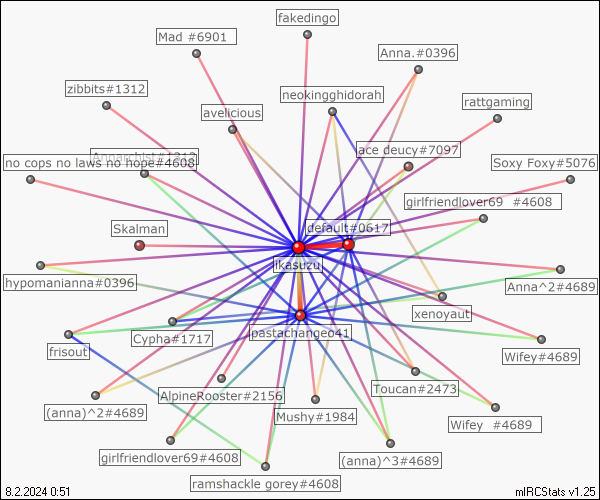 fakedingo
Mad #6901
Anna.#0396
zibbits#1312
neokingghidorah
rattgaming
avelicious
ace deucy#7097
Annarchist#1312
no cops no laws no hope#4608
Soxy Foxy#5076
girlfriendlover69 #4608
Skalman
default#0617
ikasuzu
hypomanianna#0396
Anna^2#4689
xenoyaut
Cypha#1717
pastachangeo41
frisout
Wifey#4689
AlpineRooster#2156
Toucan#2473
(anna)^2#4689
Mushy#1984
Wifey #4689
girlfriendlover69#4608
(anna)^3#4689
ramshackle gorey#4608
8.2.2024 0:51
mIRCStats v1.25